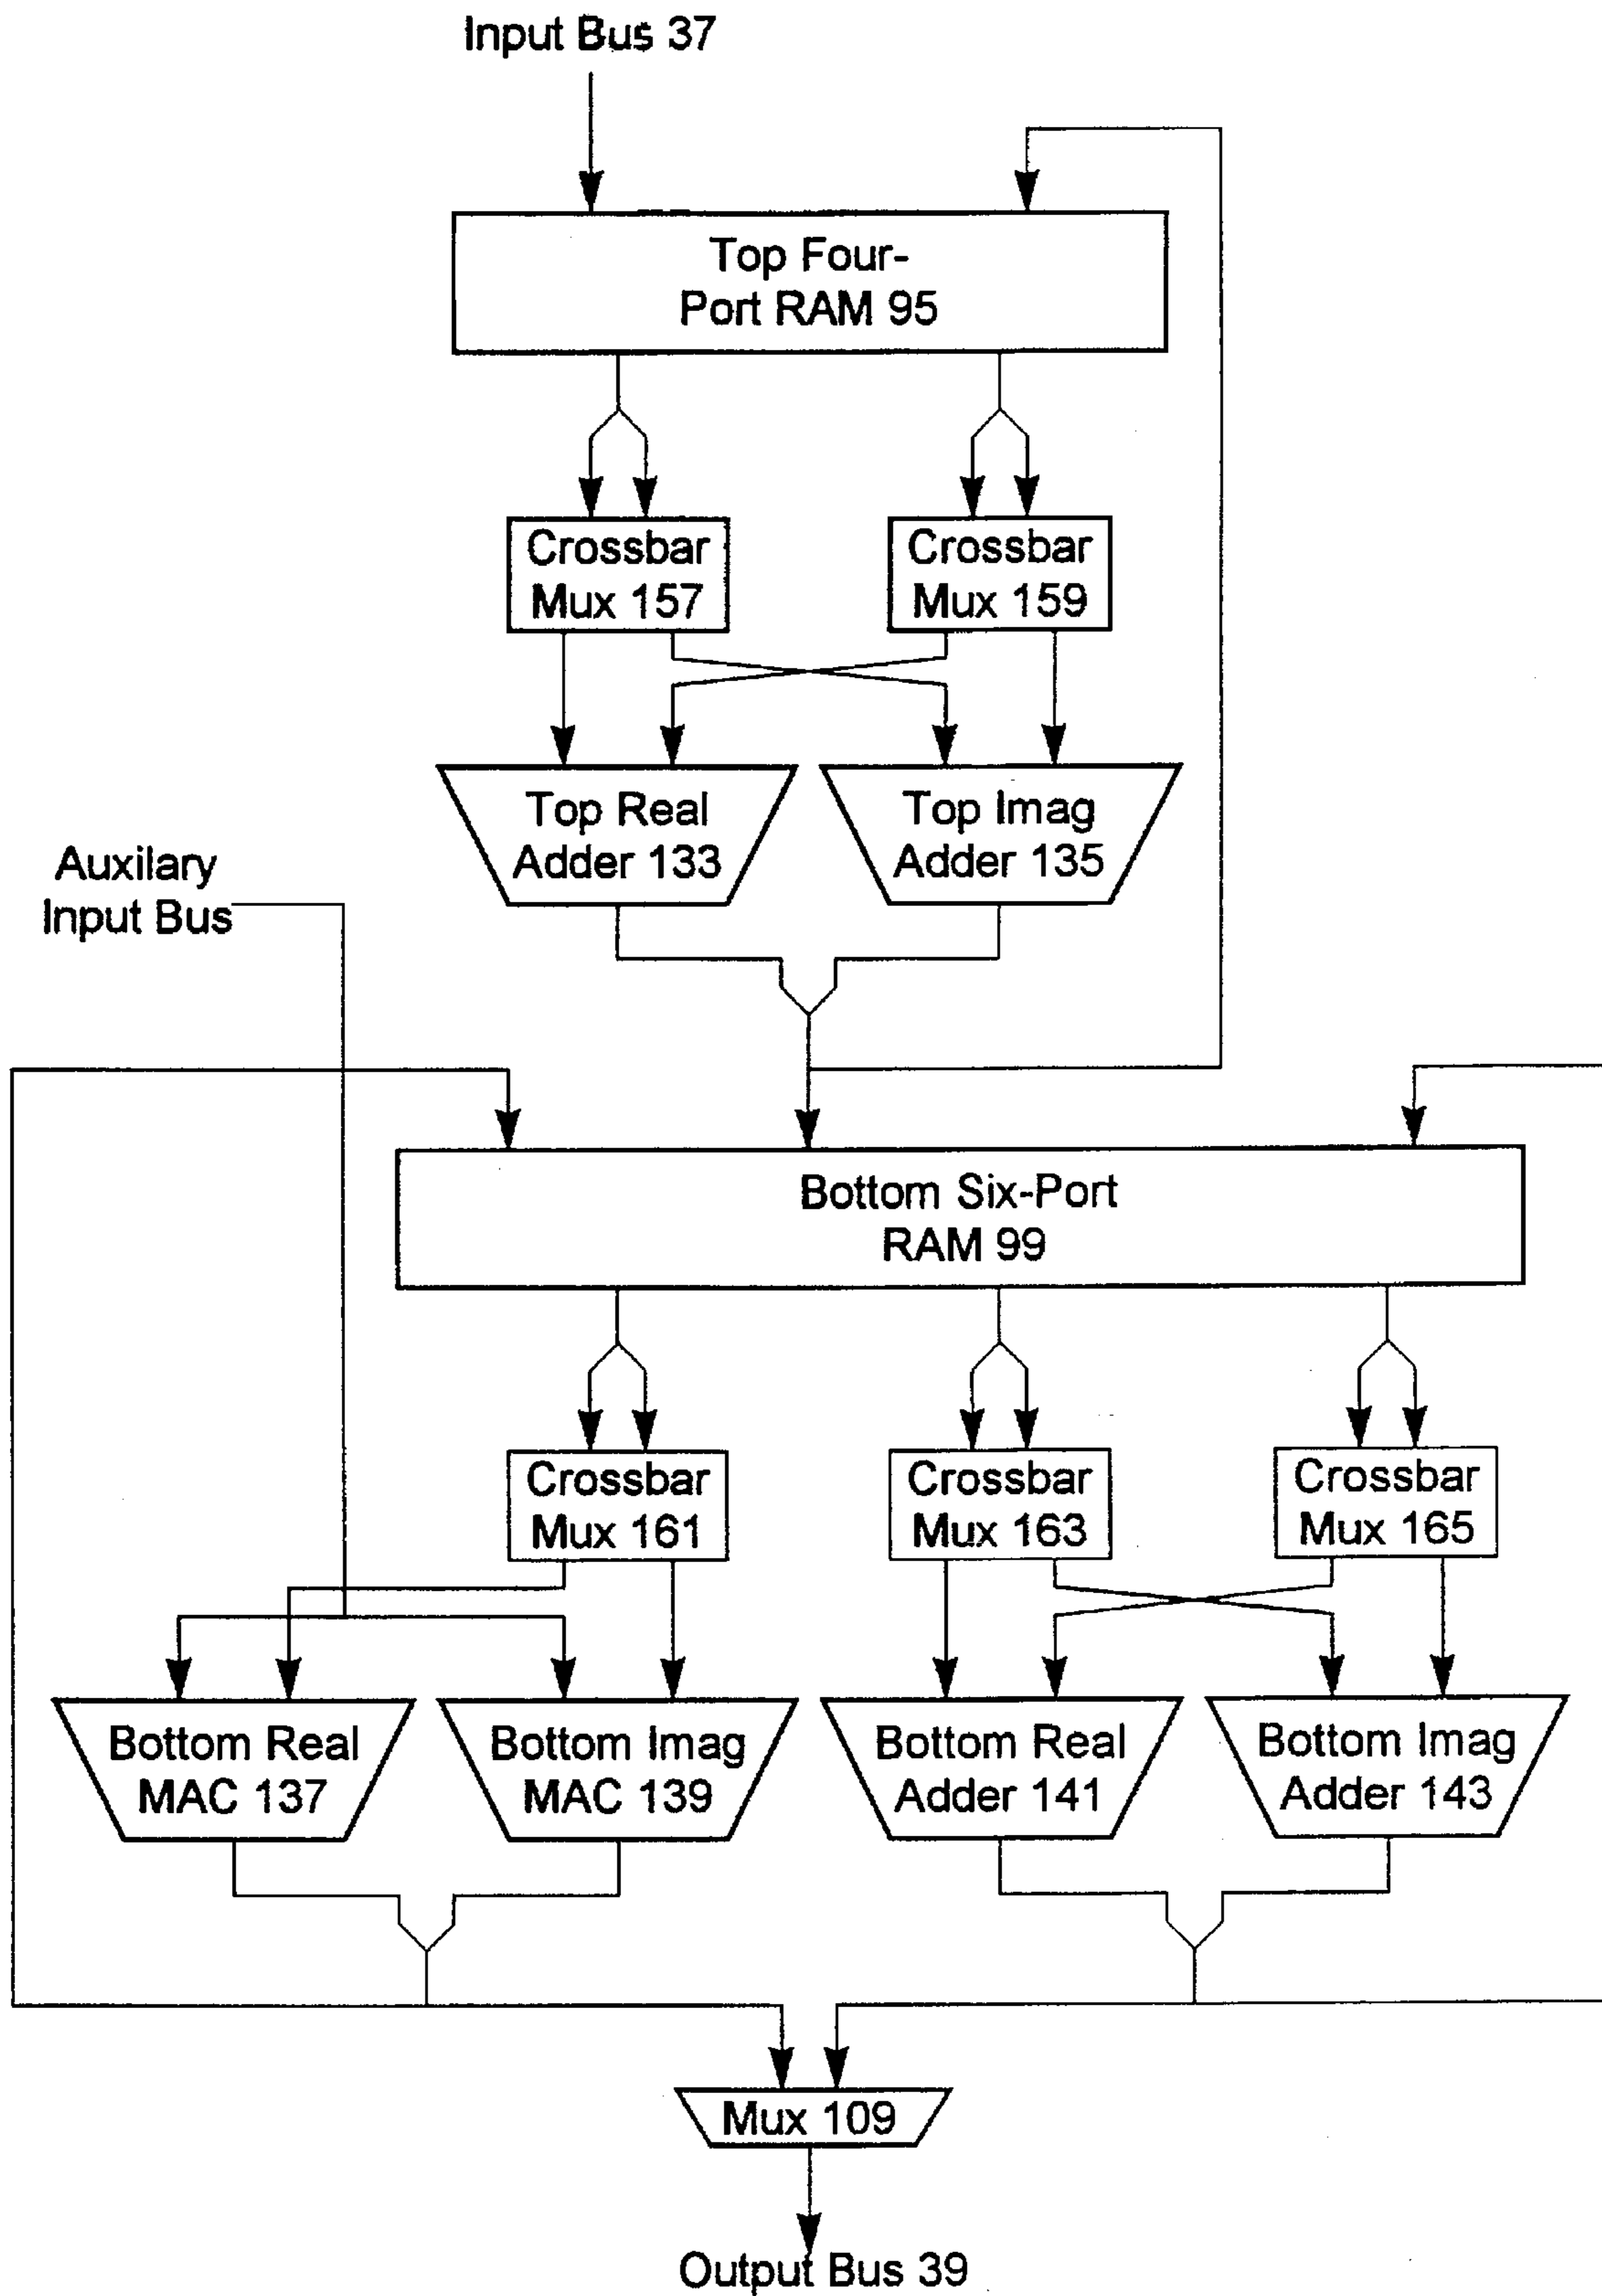 Input Bus 37
Top Four-
Port RAM 95
Crossbar
Mux 157
Crossbar
Mux 159
Top Real
Adder 133
Top Imag
Adder 135
Auxilary
Input Bus
Bottom Six-Port
RAM 99
Crossbar
Mux 161
Crossbar
Mux 163
Crossbar
Mux 165
Bottom Real
MAC 137
Bottom Imag
MAC 139
Bottom Real
Adder 141
Bottom Imag
Adder 143
Mux 109
Output Bus 39